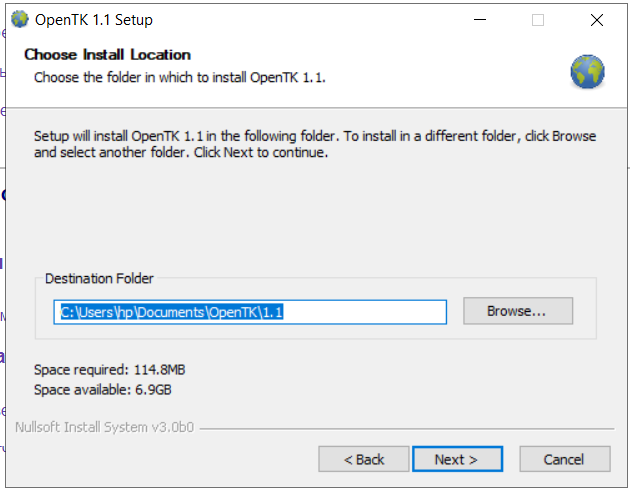 OpenTK 1.1 Setup
Choose Install Location
Choose the folder in which to install OpenTK 1.1.
Setup will install OpenTK 1.1 in the following folder. To install in a different folder, click Browse
and select another folder. Click Next to continue.
Destination Folder
C:\Users\hp\Documents\OpenTK\1.1
Browse...
Space required: 114.8MB
Space available: 6.9GB
Nullsoft Install System v3.0b0
< Back
Next >
Cancel